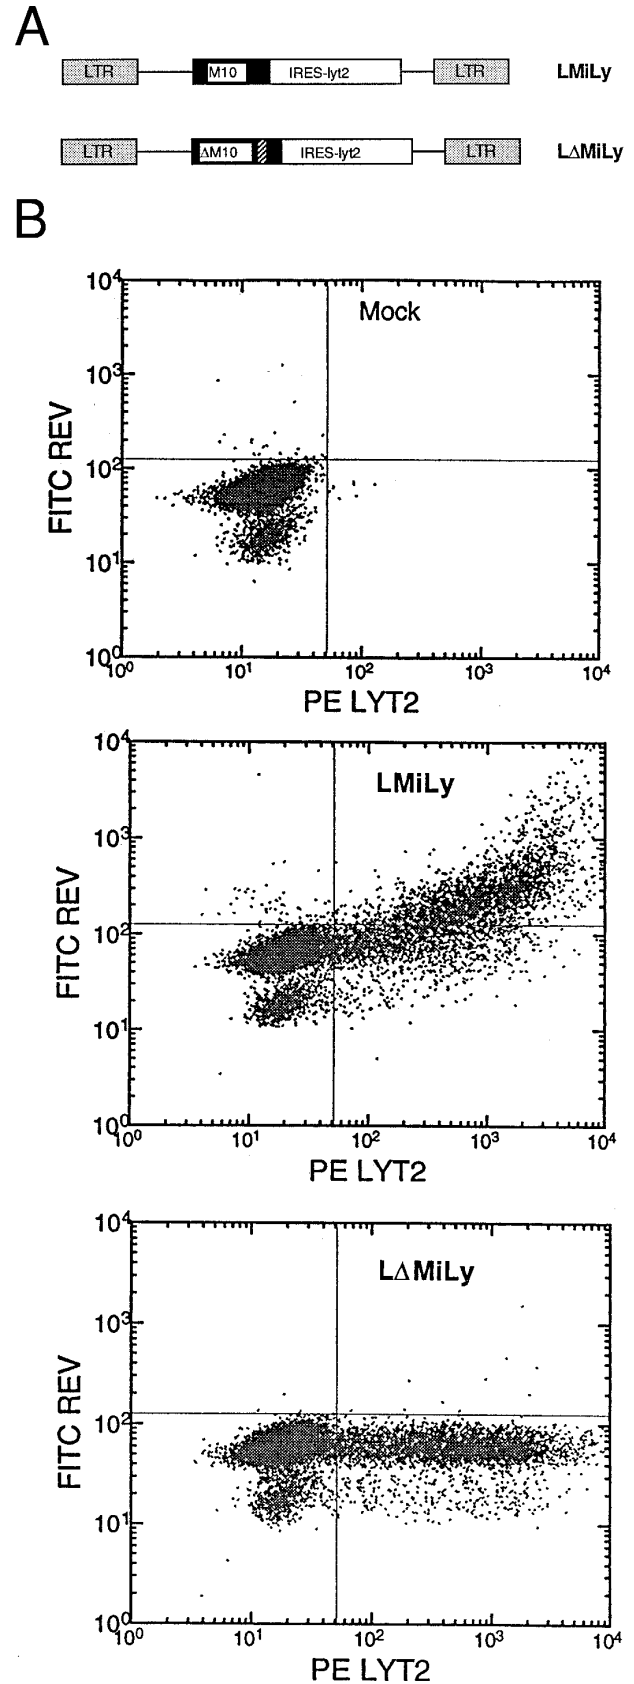 A
LTR M10 IRES-lyt2 LTR LMiLy
LTR ΔM10 IRES-lyt2 LTR LΔMiLy
B
10⁴
Mock
10³
FITC REV
10²
10¹
10⁰
10⁰ 10¹ 10² 10³ 10⁴
PE LYT2
10⁴
LMiLy
10³
FITC REV
10²
10¹
10⁰
10⁰ 10¹ 10² 10³ 10⁴
PE LYT2
10⁴
LΔMiLy
10³
FITC REV
10²
10¹
10⁰
10⁰ 10¹ 10² 10³ 10⁴
PE LYT2